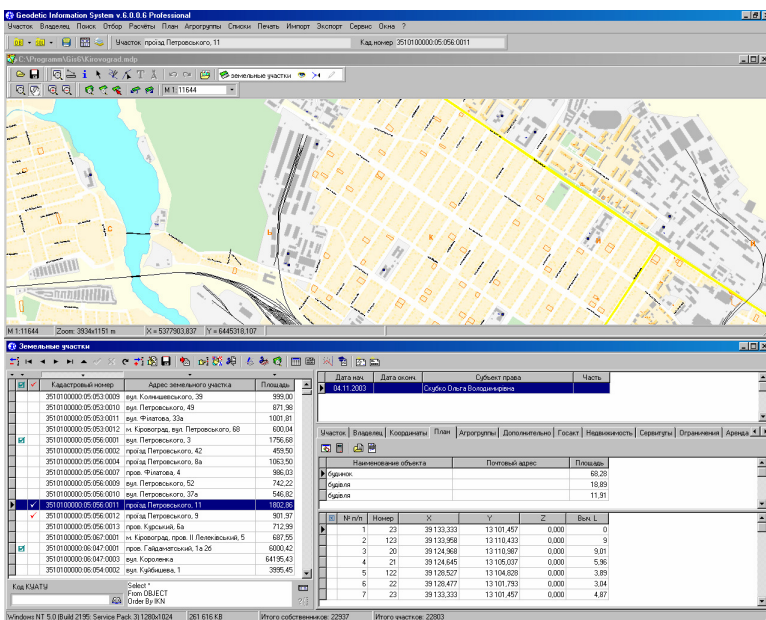 Geodetic Information System v.6.0.0.6 Professional
Участок Владелец Поиск Отбор Расчёты План Агрогруппы Списки Печать Импорт Экспорт Сервис Окна ?
Участок проїзд Петровського, 11 Кад.номер 3510100000:05:056:0011
C:\Programm\Gis6\Kirovograd.mdp
земельные участки
М 1: 11644
М 1:11644 Zoom: 3934x1151 m X = 5377903,837 Y = 6445318,107
Земельные участки
Кадастровый номер Адрес земельного участка Площадь
3510100000:05:053:0009 вул. Колнишевського, 39 999,00
3510100000:05:053:0010 вул. Петровського, 49 871,98
3510100000:05:053:0011 вул. Філатова, 33а 1001,81
3510100000:05:053:0012 м. Кіровоград, вул. Петровського, 68 600,04
3510100000:05:056:0001 вул. Петровського, 3 1756,68
3510100000:05:056:0002 проїзд Петровського, 42 459,50
3510100000:05:056:0004 проїзд Петровського, 8а 1063,50
3510100000:05:056:0007 пров. Філатова, 4 986,03
3510100000:05:056:0009 вул. Петровського, 52 742,22
3510100000:05:056:0010 вул. Петровського, 37а 546,82
3510100000:05:056:0011 проїзд Петровського, 11 1802,86
3510100000:05:056:0012 проїзд Петровського, 9 901,97
3510100000:05:056:0013 пров. Курський, 6а 712,99
3510100000:05:067:0001 м. Кіровоград, пров. ІІ Лелеківський, 5 687,55
3510100000:06:047:0001 пров. Гайдаматський, 1а 2б 6000,42
3510100000:06:047:0003 вул. Короленка 64195,43
3510100000:06:054:0002 вул. Куйбишева, 1 3995,45
Код КУАТУ
Select *
From OBJECT
Order By IKN
Дата нач. Дата оконч. Субъект права Часть
04.11.2003 Скубко Ольга Володимирівна
Участок Владелец Координаты План Агрогруппы Дополнительно Госакт Недвижимость Сервитуты Ограничения Аренда
Наименование объекта Почтовый адрес Площадь
будинок 68,28
будівля 18,89
будівля 11,91
№ п/п Номер X Y Z Выч. L
1 23 39 133,333 13 101,457 0,000 0
2 123 39 133,958 13 110,433 0,000 9
3 20 39 124,968 13 110,987 0,000 9,01
4 21 39 124,645 13 105,037 0,000 5,96
5 122 39 128,527 13 104,828 0,000 3,89
6 22 39 128,477 13 101,793 0,000 3,04
7 23 39 133,333 13 101,457 0,000 4,87
Windows NT 5.0 (Build 2195: Service Pack 3) 1280x1024 261 616 KB Итого собственников: 22937 Итого участков: 22803